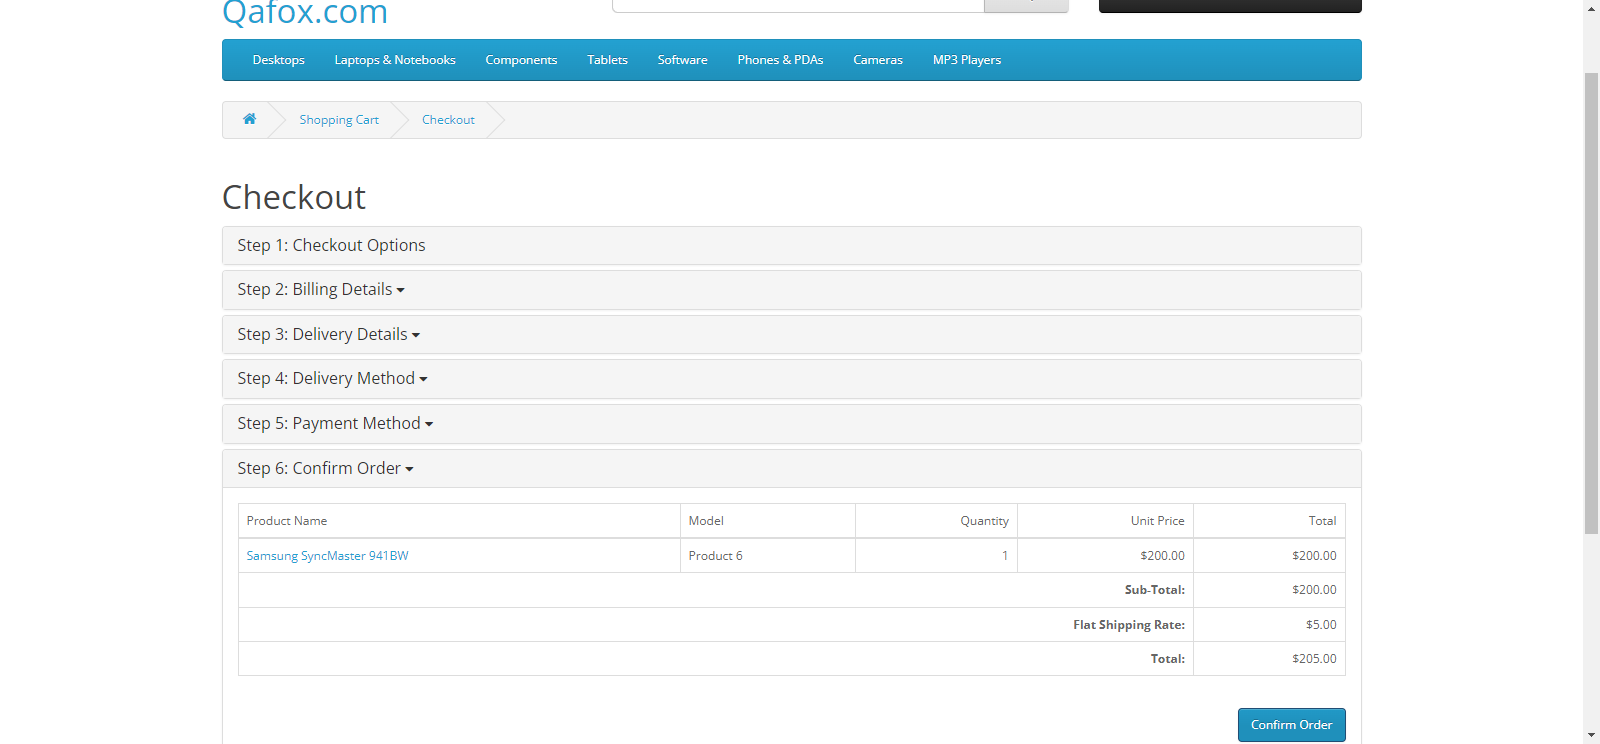 Qafox.com
Desktops Laptops & Notebooks Components Tablets Software Phones & PDAs Cameras MP3 Players
Shopping Cart Checkout
Checkout
Step 1: Checkout Options
Step 2: Billing Details
Step 3: Delivery Details
Step 4: Delivery Method
Step 5: Payment Method
Step 6: Confirm Order
Product Name Model Quantity Unit Price Total
Samsung SyncMaster 941BW Product 6 1 $200.00 $200.00
Sub-Total: $200.00
Flat Shipping Rate: $5.00
Total: $205.00
Confirm Order